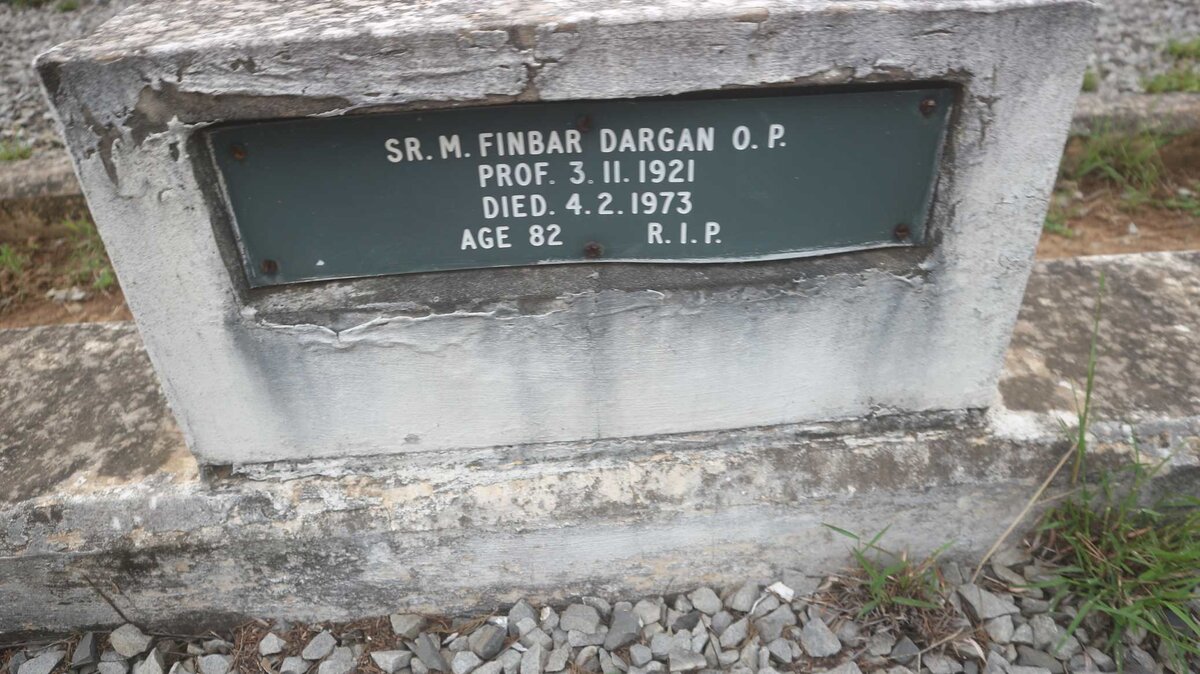 SR. M. FINBAR DARGAN O. P.
PROF. 3. 11. 1921
DIED. 4. 2. 1973
AGE 82 R. I. P.